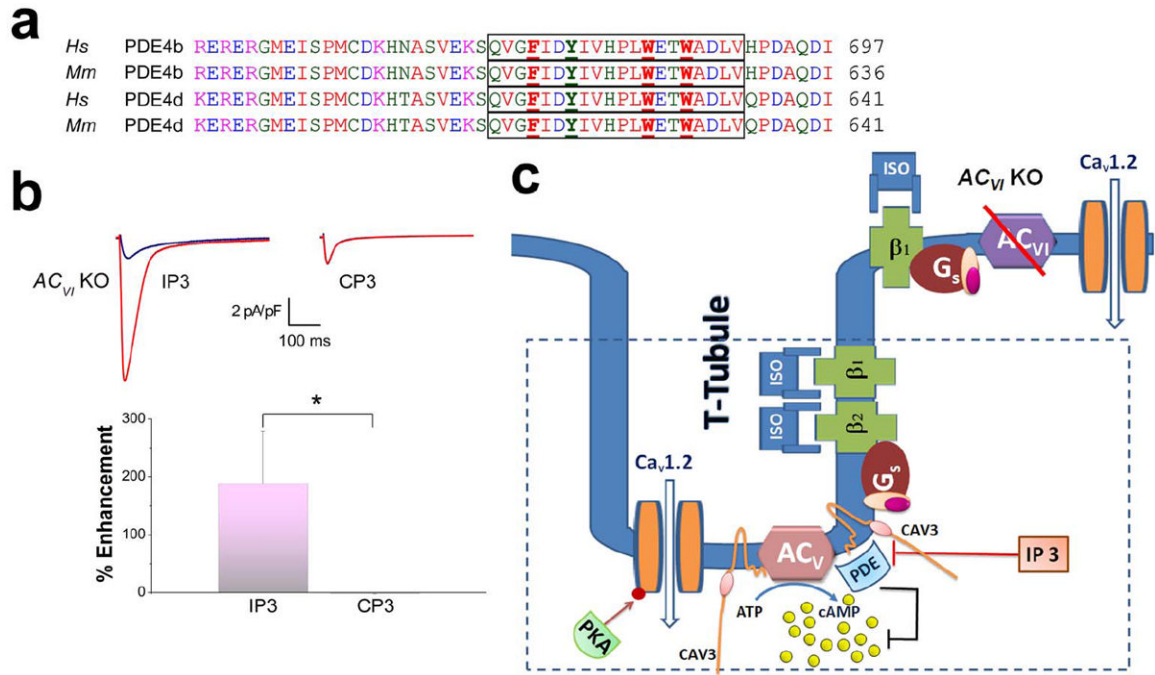 a
Hs PDE4b RERERGMEISPMCDKHNASVEKSQVGFIDYIVHPLWETWADLVHPDAQDI 697
Mm PDE4b RERERGMEISPMCDKHNASVEKSQVGFIDYIVHPLWETWADLVHPDAQDI 636
Hs PDE4d KERERGMEISPMCDKHTASVEKSQVGFIDYIVHPLWETWADLVQPDAQDI 641
Mm PDE4d KERERGMEISPMCDKHTASVEKSQVGFIDYIVHPLWETWADLVQPDAQDI 641
b
ACVI KO
IP3
CP3
2 pA/pF
100 ms
% Enhancement
300
200
100
0
*
IP3
CP3
c
ISO
ACVI KO
Cav1.2
β1
Gs
ACVI
T-Tubule
ISO
β1
ISO
β2
Cav1.2
Gs
CAV3
ACV
PDE
IP 3
ATP
cAMP
PKA
CAV3